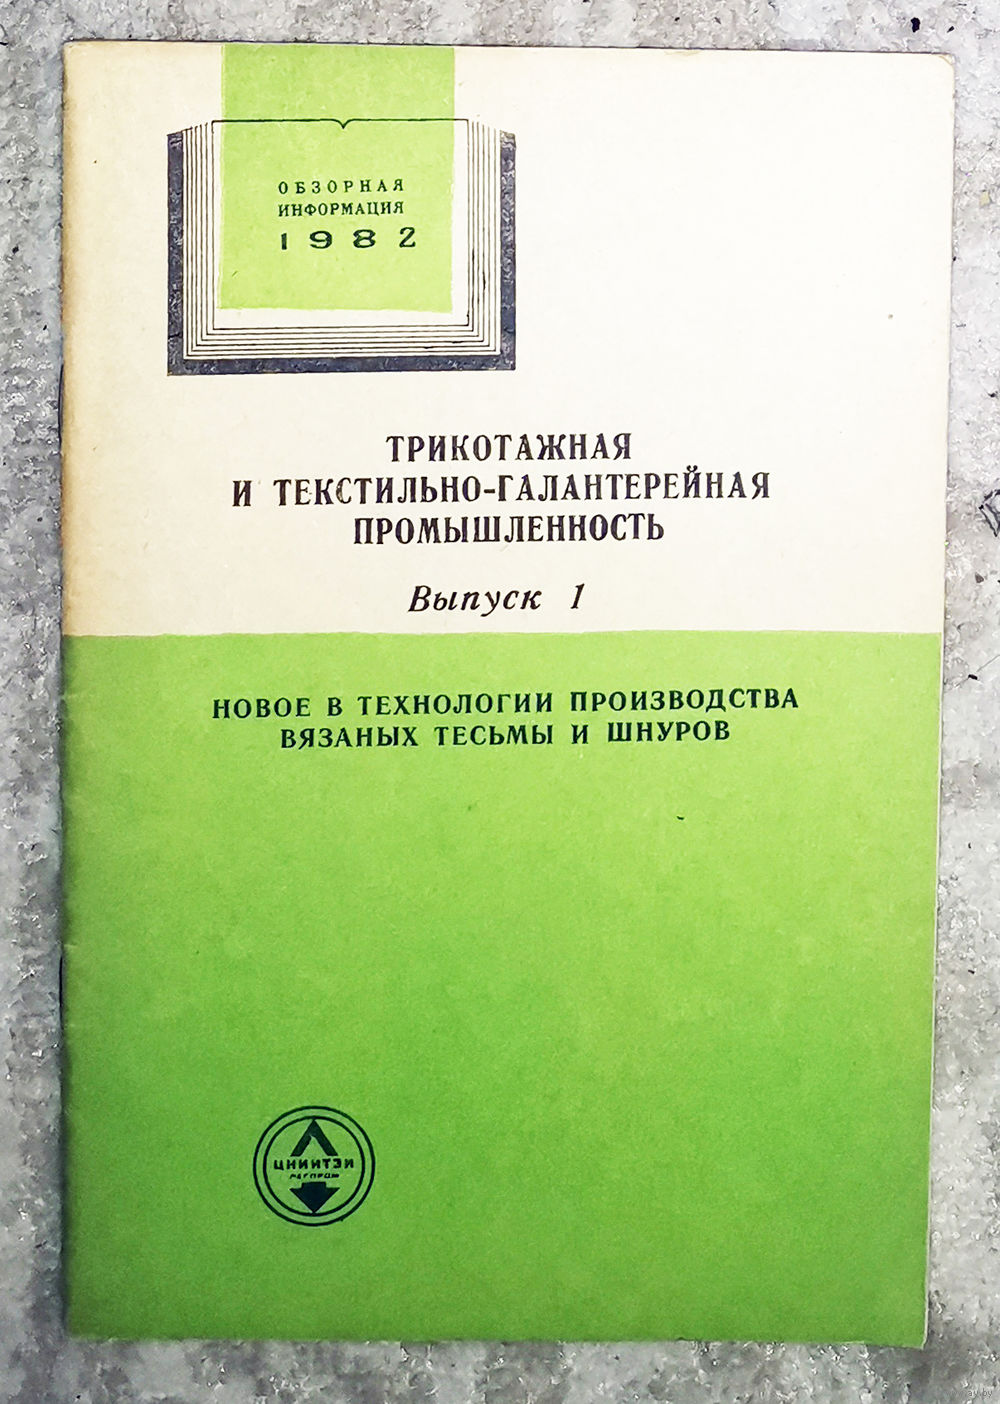 ОБЗОРНАЯ
ИНФОРМАЦИЯ
1982
ТРИКОТАЖНАЯ
И ТЕКСТИЛЬНО-ГАЛАНТЕРЕЙНАЯ
ПРОМЫШЛЕННОСТЬ
Выпуск 1
НОВОЕ В ТЕХНОЛОГИИ ПРОИЗВОДСТВА
ВЯЗАНЫХ ТЕСЬМЫ И ШНУРОВ
ЦНИИТЭИ